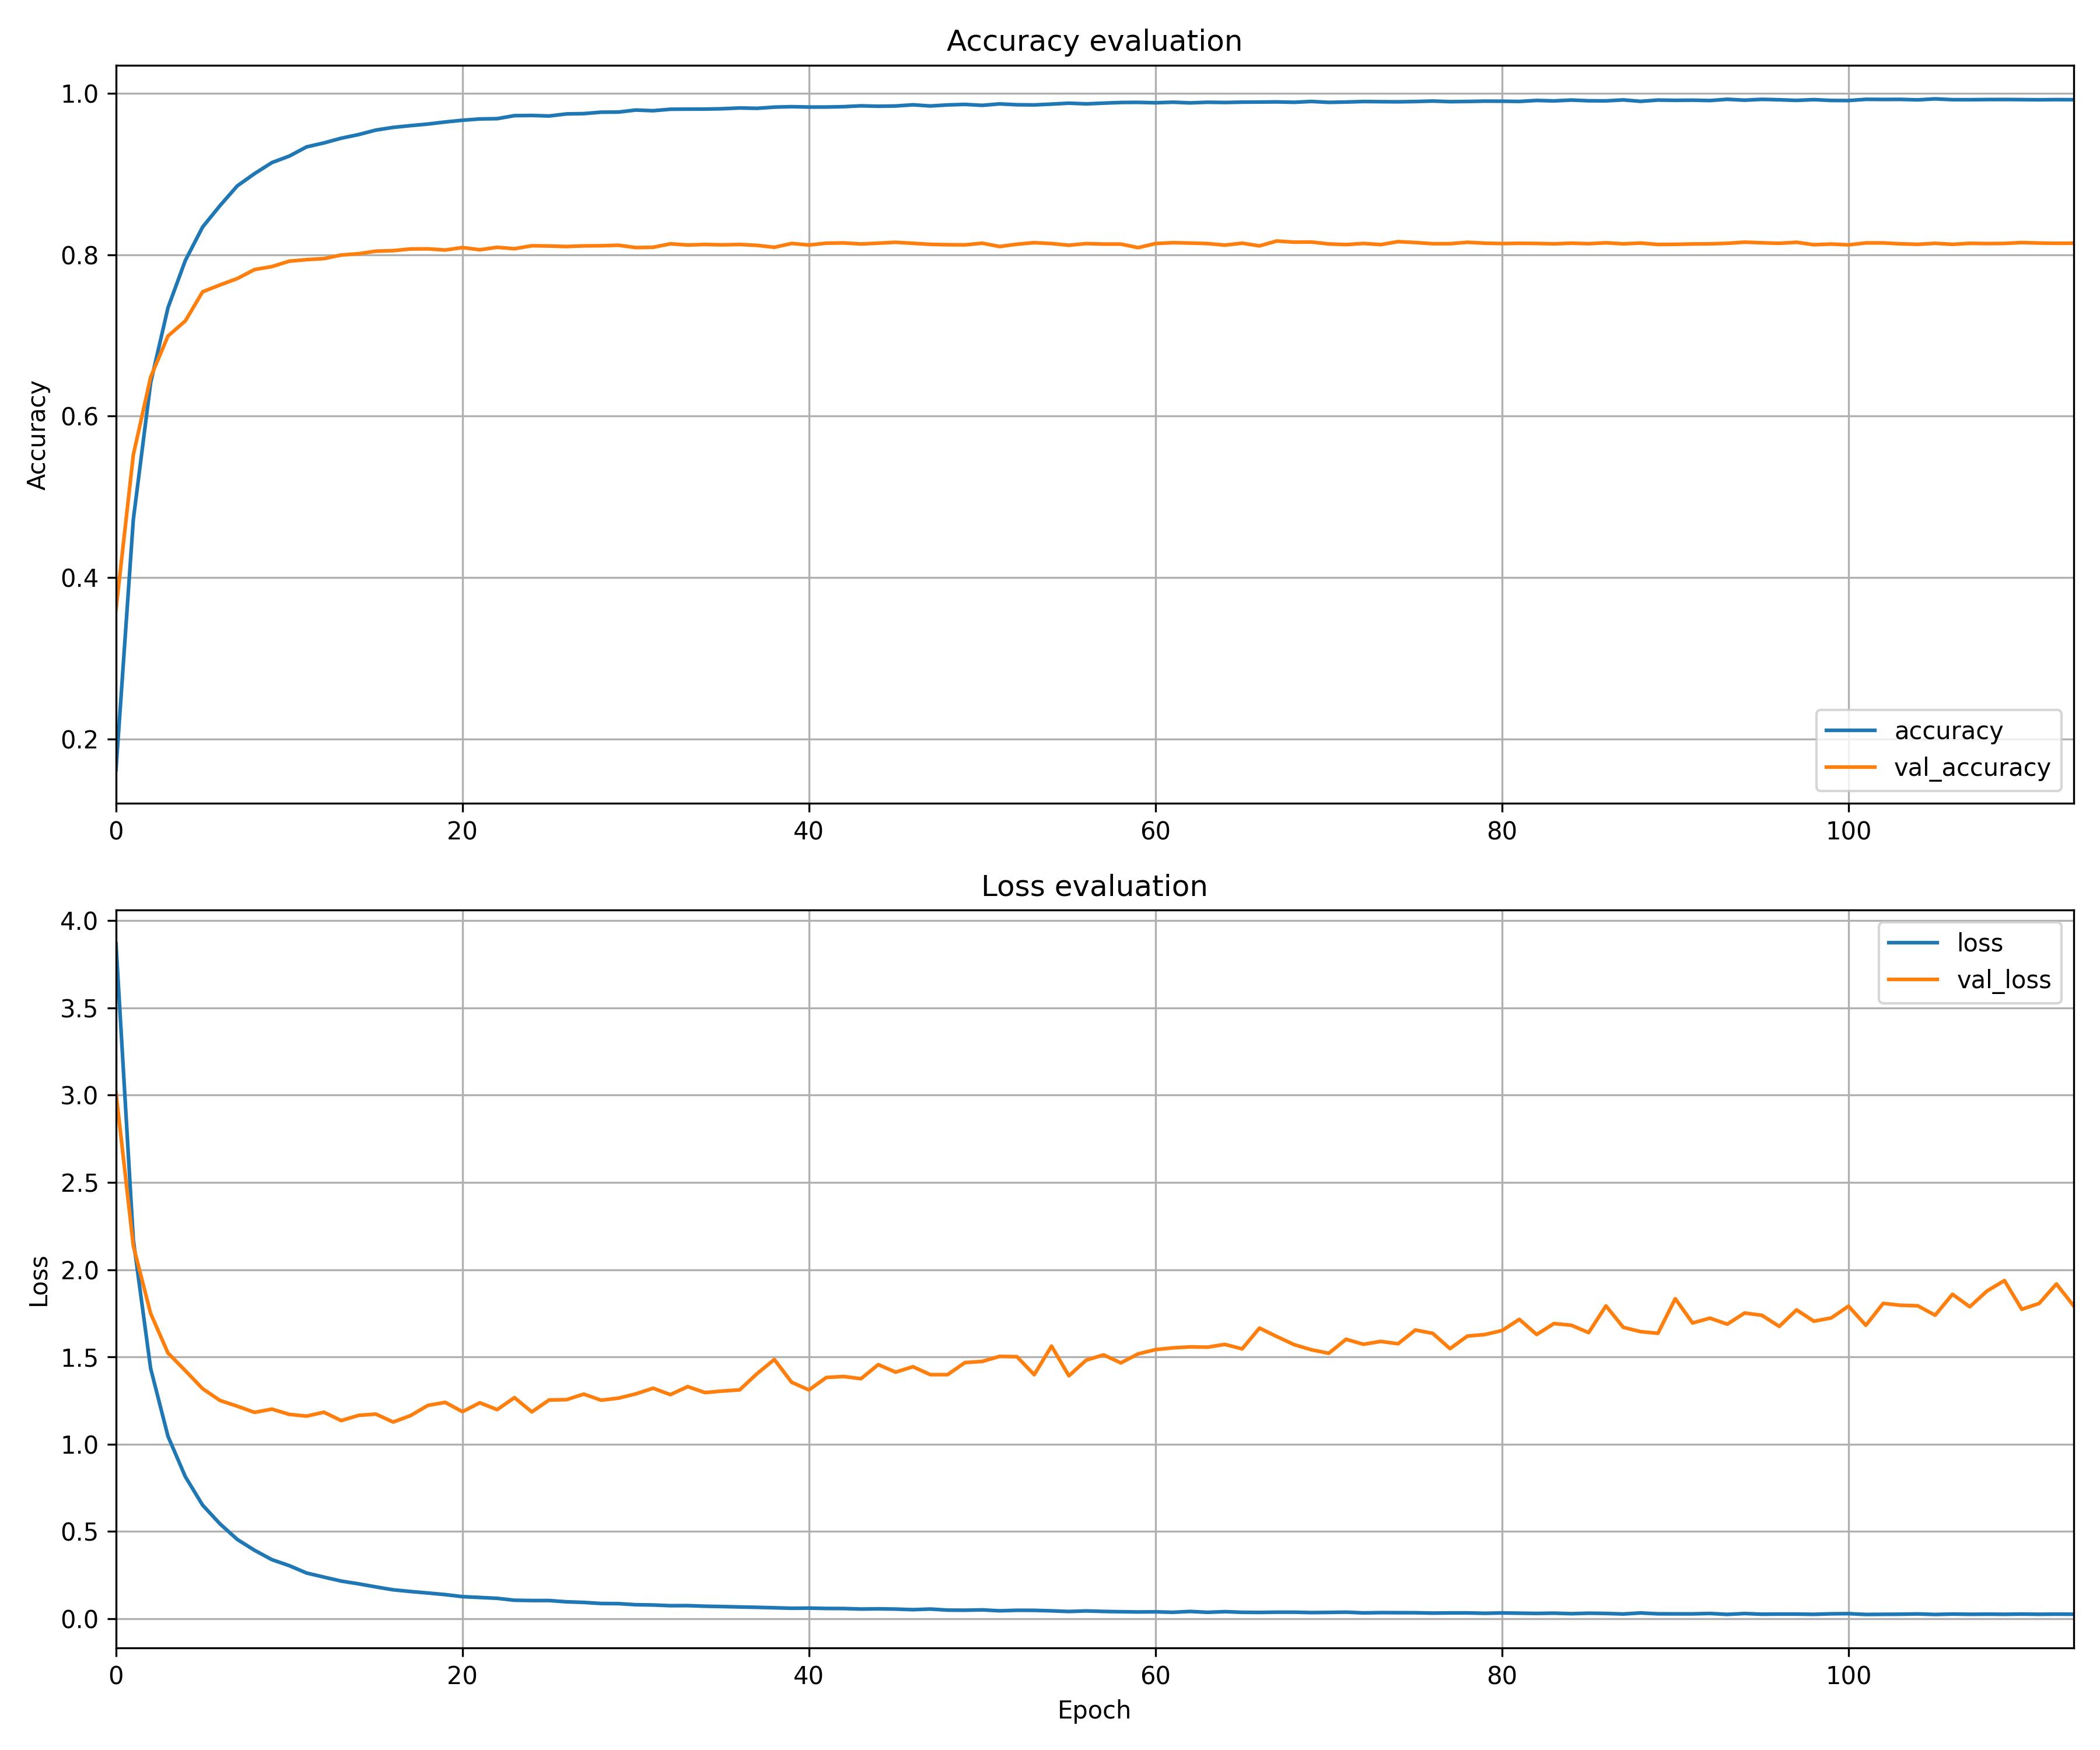 Accuracy evaluation
1.0
0.8
0.6
0.4
0.2
Accuracy
accuracy
val_accuracy
0 20 40 60 80 100
Loss evaluation
4.0
3.5
3.0
2.5
2.0
1.5
1.0
0.5
0.0
Loss
loss
val_loss
0 20 40 60 80 100
Epoch